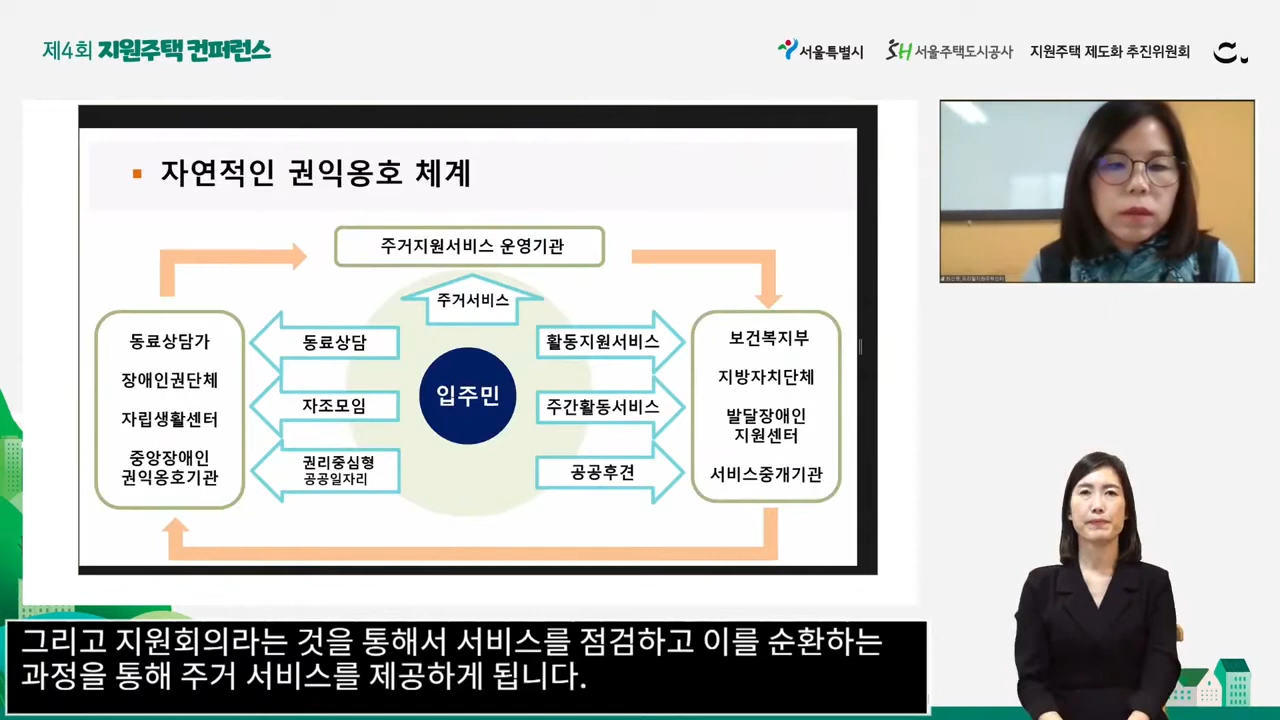 제4회 지원주택 컨퍼런스
서울특별시
SH 서울주택도시공사
지원주택 제도화 추진위원회
자연적인 권익옹호 체계
주거지원서비스 운영기관
주거서비스
동료상담가
장애인권단체
자립생활센터
중앙장애인
권익옹호기관
동료상담
자조모임
권리중심형
공공일자리
입주민
활동지원서비스
주간활동서비스
공공후견
보건복지부
지방자치단체
발달장애인
지원센터
서비스중개기관
그리고 지원회의라는 것을 통해서 서비스를 점검하고 이를 순환하는
과정을 통해 주거 서비스를 제공하게 됩니다.